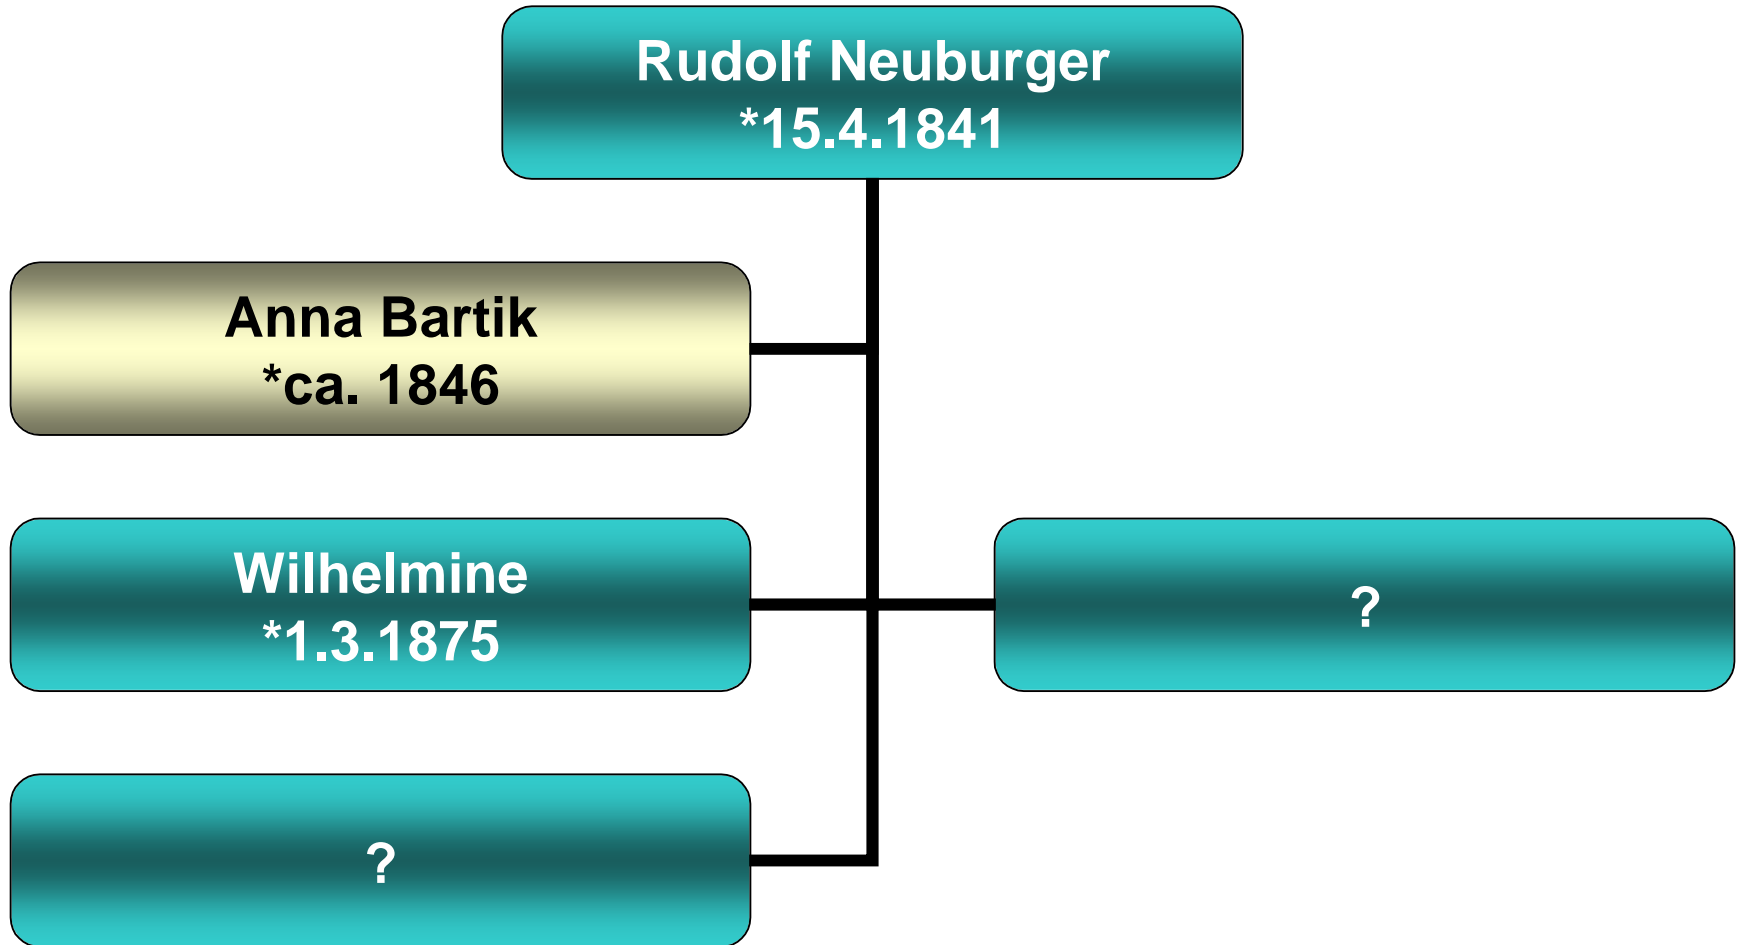 Rudolf Neuburger
*15.4.1841
Anna Bartik
*ca. 1846
Wilhelmine
*1.3.1875
?
?